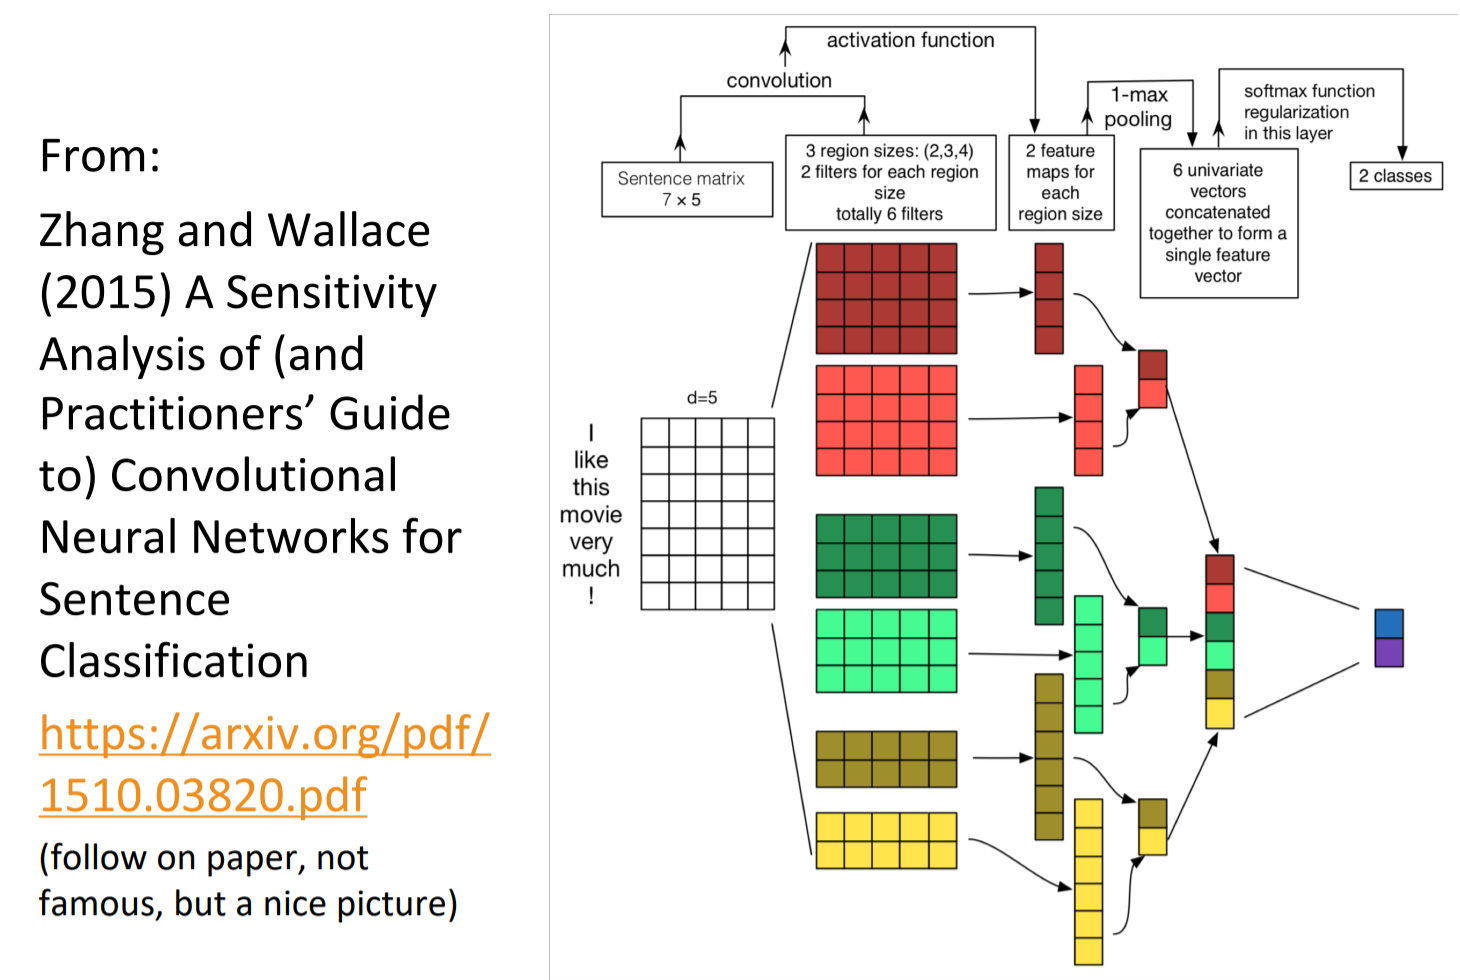 From:
Zhang and Wallace
(2015) A Sensitivity
Analysis of (and
Practitioners’ Guide
to) Convolutional
Neural Networks for
Sentence
Classification
https://arxiv.org/pdf/
1510.03820.pdf
(follow on paper, not
famous, but a nice picture)
activation function
convolution
1-max
pooling
softmax function
regularization
in this layer
Sentence matrix
7 × 5
3 region sizes: (2,3,4)
2 filters for each region
size
totally 6 filters
2 feature
maps for
each
region size
6 univariate
vectors
concatenated
together to form a
single feature
vector
2 classes
d=5
I
like
this
movie
very
much
!